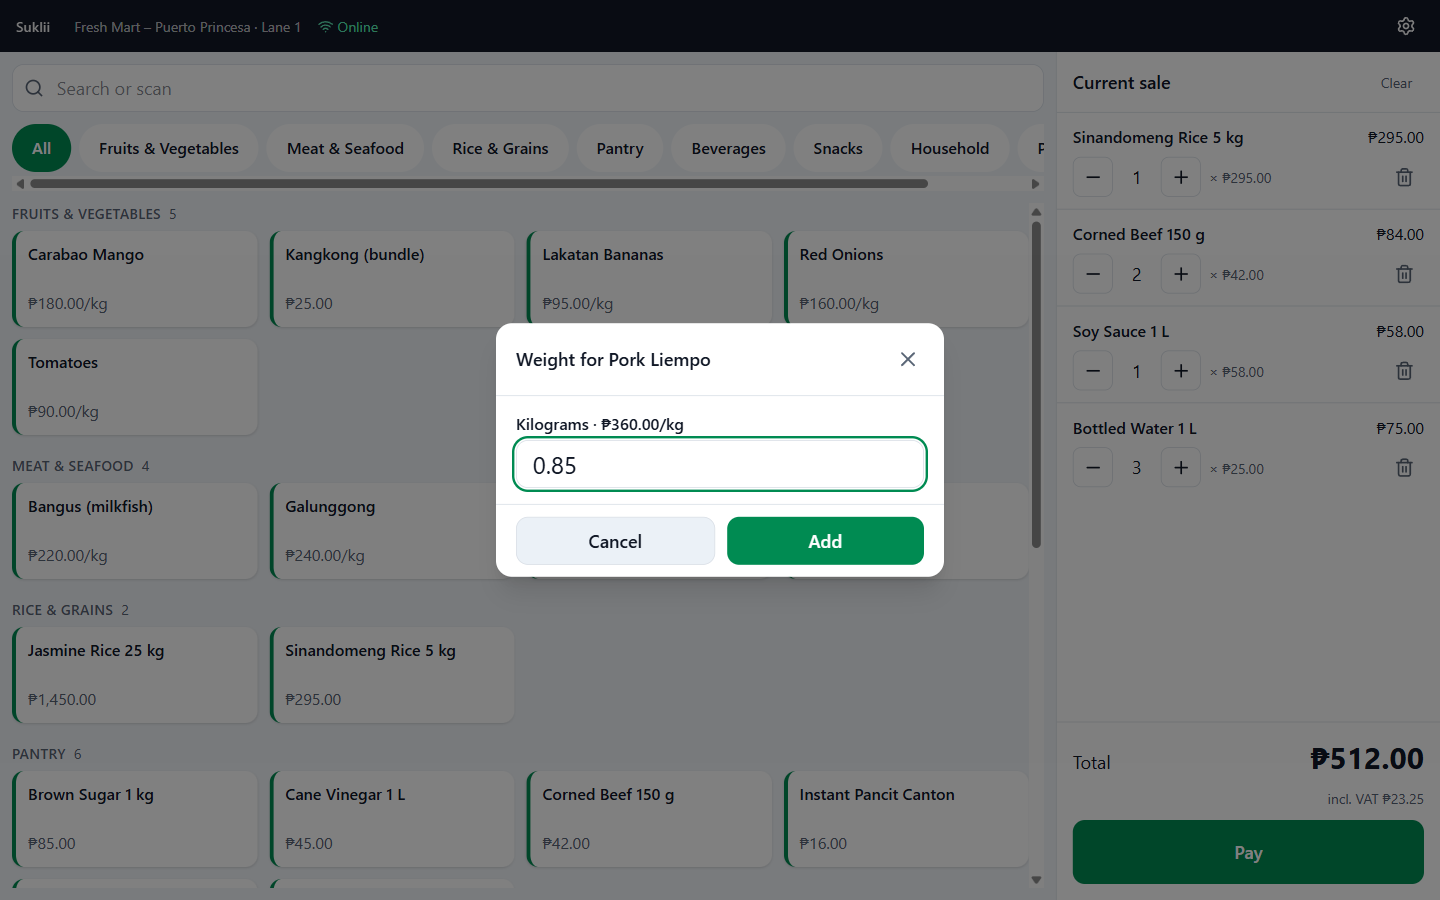 Suklii Fresh Mart – Puerto Princesa · Lane 1 Online
Search or scan
All Fruits & Vegetables Meat & Seafood Rice & Grains Pantry Beverages Snacks Household
FRUITS & VEGETABLES 5
Carabao Mango Kangkong (bundle) Lakatan Bananas Red Onions
₱180.00/kg ₱25.00 ₱95.00/kg ₱160.00/kg
Tomatoes
₱90.00/kg
MEAT & SEAFOOD 4
Bangus (milkfish) Galunggong
₱220.00/kg ₱240.00/kg
RICE & GRAINS 2
Jasmine Rice 25 kg Sinandomeng Rice 5 kg
₱1,450.00 ₱295.00
PANTRY 6
Brown Sugar 1 kg Cane Vinegar 1 L Corned Beef 150 g Instant Pancit Canton
₱85.00 ₱45.00 ₱42.00 ₱16.00
Weight for Pork Liempo
Kilograms · ₱360.00/kg
0.85
Cancel Add
Current sale Clear
Sinandomeng Rice 5 kg ₱295.00
− 1 + × ₱295.00
Corned Beef 150 g ₱84.00
− 2 + × ₱42.00
Soy Sauce 1 L ₱58.00
− 1 + × ₱58.00
Bottled Water 1 L ₱75.00
− 3 + × ₱25.00
Total ₱512.00
incl. VAT ₱23.25
Pay